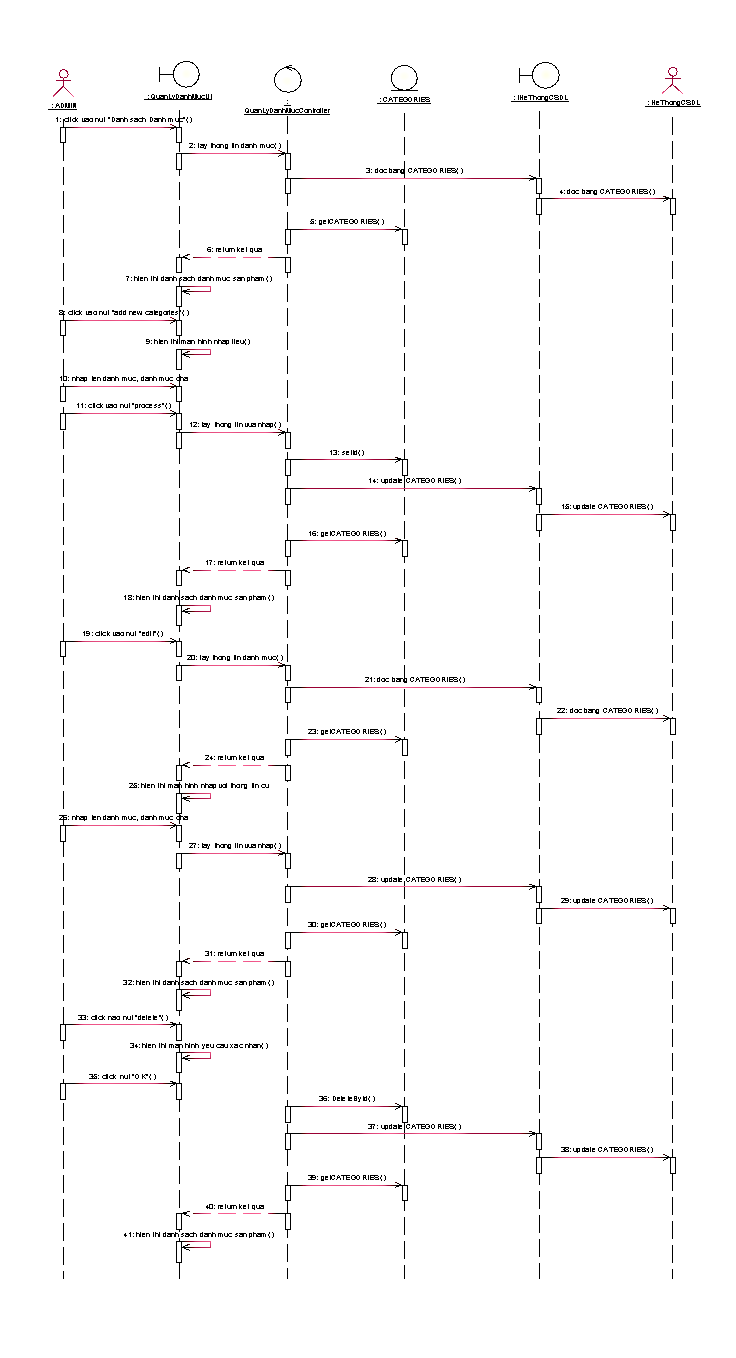 : ADMIN
: QuanLyDanhMucUI
:
QuanLyDanhMucController
: CATEGORIES
: IHeThongCSDL
: HeThongCSDL
1: click vao nut "Danh sach Danh muc"( )
2: lay thong tin danh muc( )
3: doc bang CATEGORIES( )
4: doc bang CATEGORIES( )
5: getCATEGORIES( )
6: return ket qua
7: hien thi danh sach danh muc san pham( )
8: click vao nut "add new categories"( )
9: hien thi man hinh nhap lieu( )
10: nhap ten danh muc, danh muc cha
11: click vao nut "process"( )
12: lay thong tin vua nhap( )
13: setId( )
14: update CATEGORIES( )
15: update CATEGORIES( )
16: getCATEGORIES( )
17: return ket qua
18: hien thi danh sach danh muc san pham( )
19: click vao nut "edit"( )
20: lay thong tin danh muc( )
21: doc bang CATEGORIES( )
22: doc bang CATEGORIES( )
23: getCATEGORIES( )
24: return ket qua
25: hien thi man hinh nhap voi thong tin cu
26: nhap ten danh muc, danh muc cha
27: lay thong tin vua nhap( )
28: update CATEGORIES( )
29: update CATEGORIES( )
30: getCATEGORIES( )
31: return ket qua
32: hien thi danh sach danh muc san pham( )
33: click nao nut "delete"( )
34: hien thi man hinh yeu cau xac nhan( )
35: click nut "OK"( )
36: DeleteById( )
37: update CATEGORIES( )
38: update CATEGORIES( )
39: getCATEGORIES( )
40: return ket qua
41: hien thi danh sach danh muc san pham( )